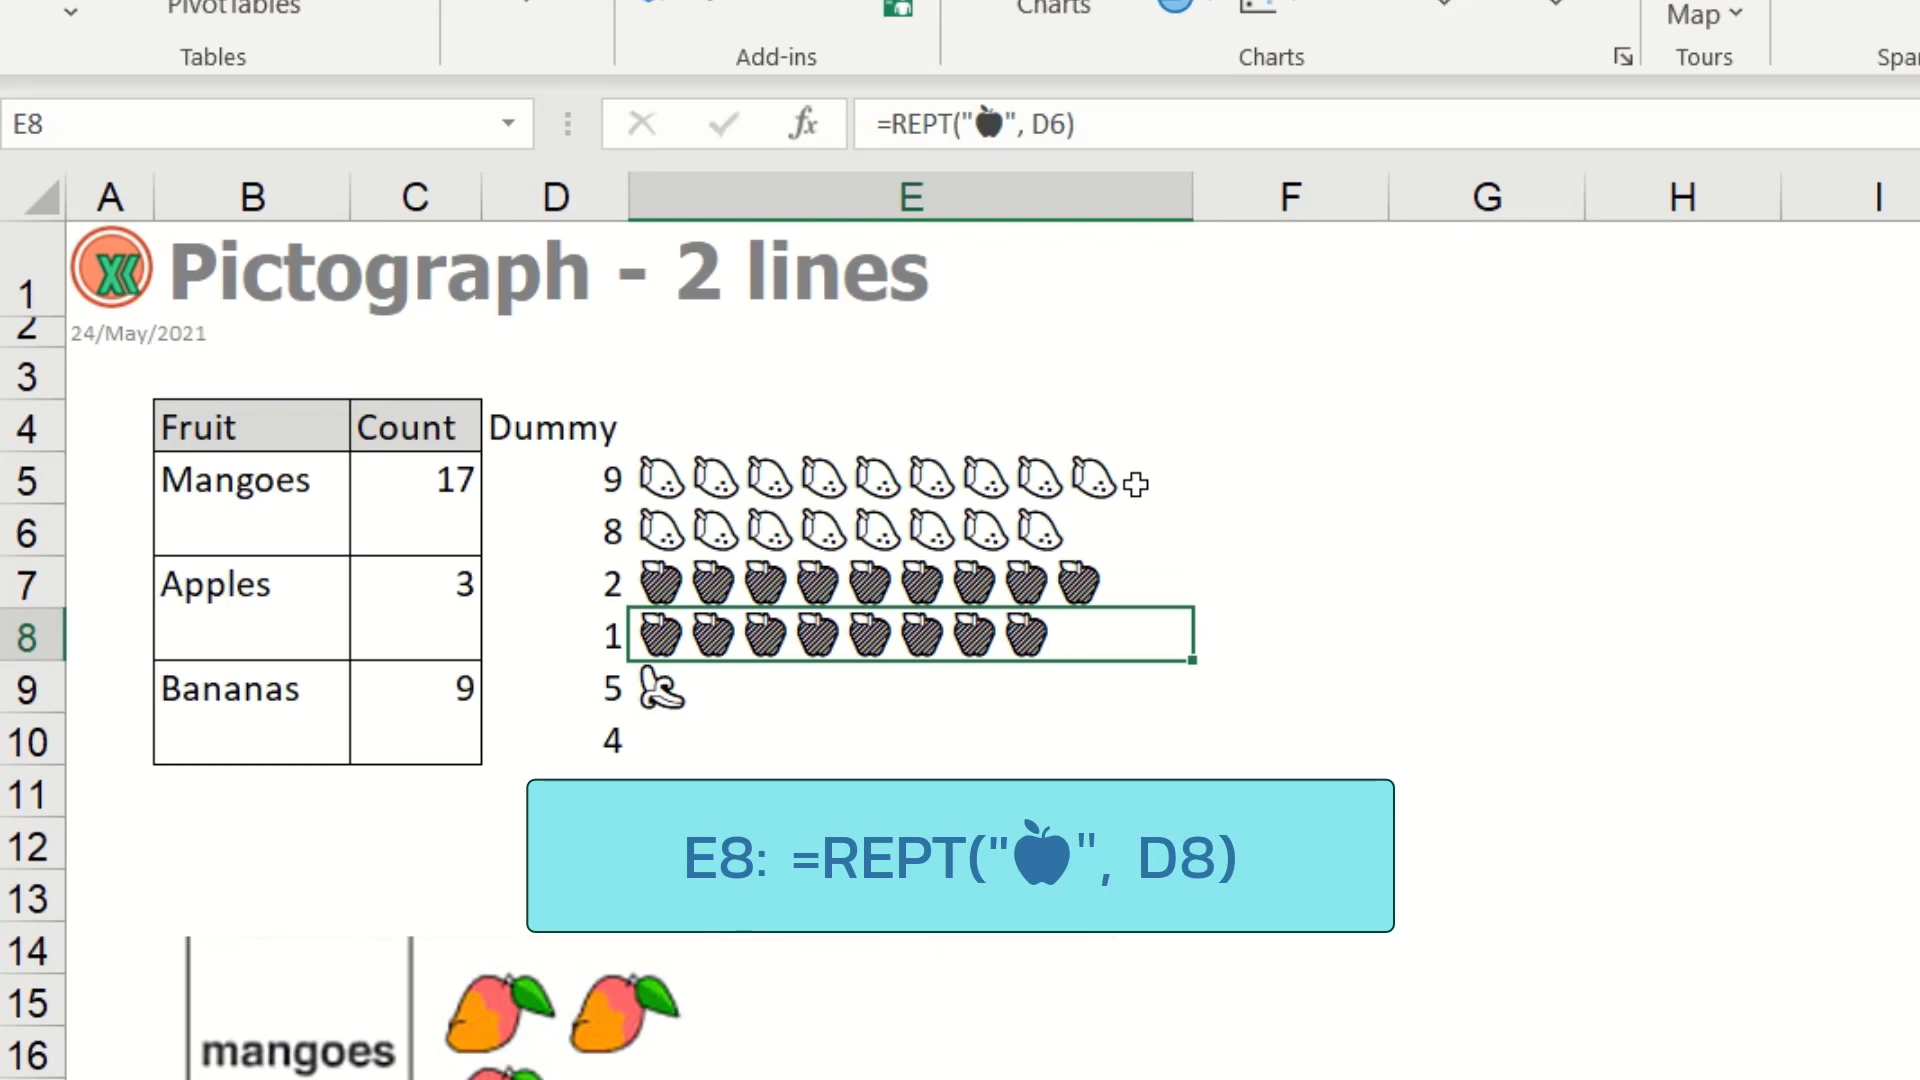 PivotTables
Charts
Map
Tables
Add-ins
Charts
Tours
E8
fx
=REPT("🍎", D6)
A B C D E F G H I
1
Pictograph - 2 lines
2
24/May/2021
3
4 Fruit Count Dummy
5 Mangoes 17 9
6 8
7 Apples 3 2
8 1
9 Bananas 9 5
10 4
11
12
E8: =REPT("🍎", D8)
13
14
15
16 mangoes